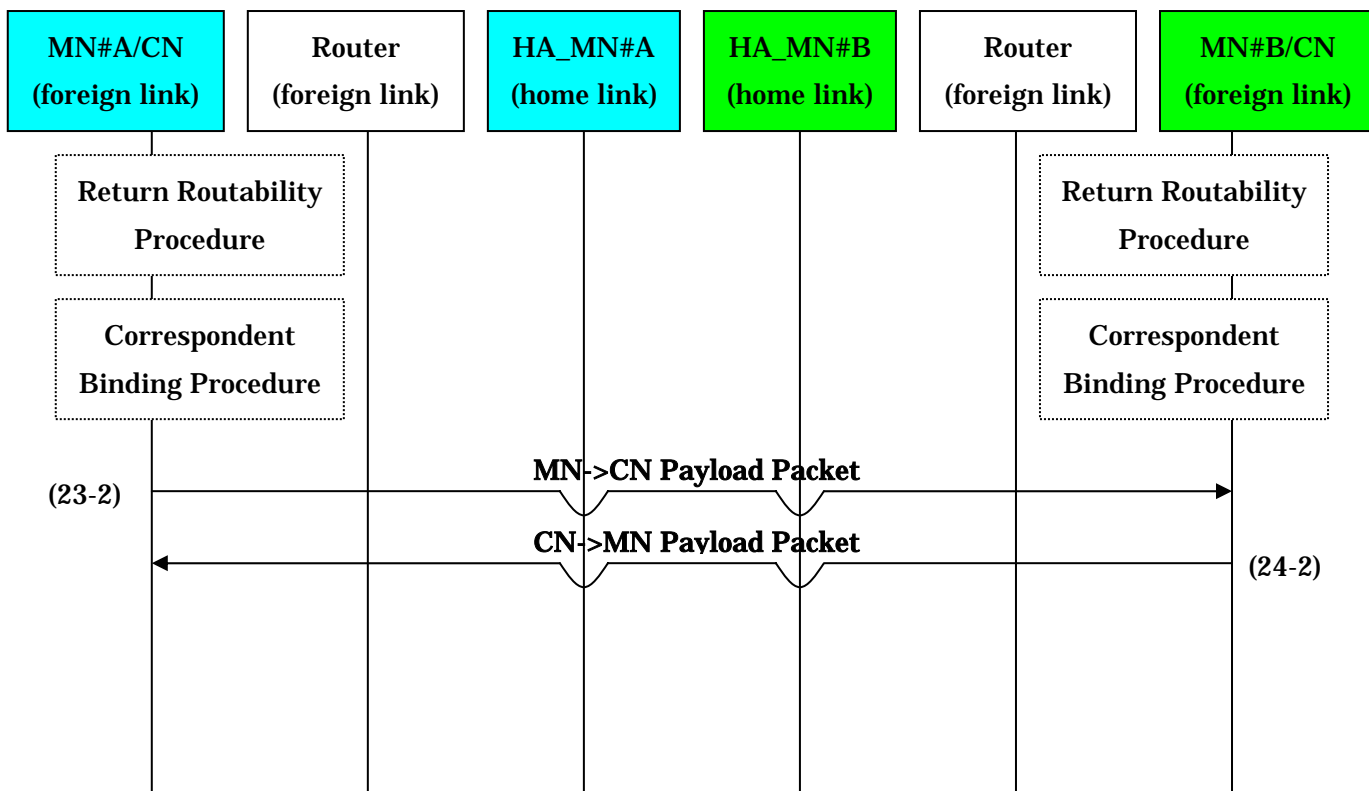 MN#A/CN
(foreign link)
Router
(foreign link)
HA_MN#A
(home link)
HA_MN#B
(home link)
Router
(foreign link)
MN#B/CN
(foreign link)
Return Routability
Procedure
Return Routability
Procedure
Correspondent
Binding Procedure
Correspondent
Binding Procedure
MN->CN Payload Packet
(23-2)
CN->MN Payload Packet
(24-2)